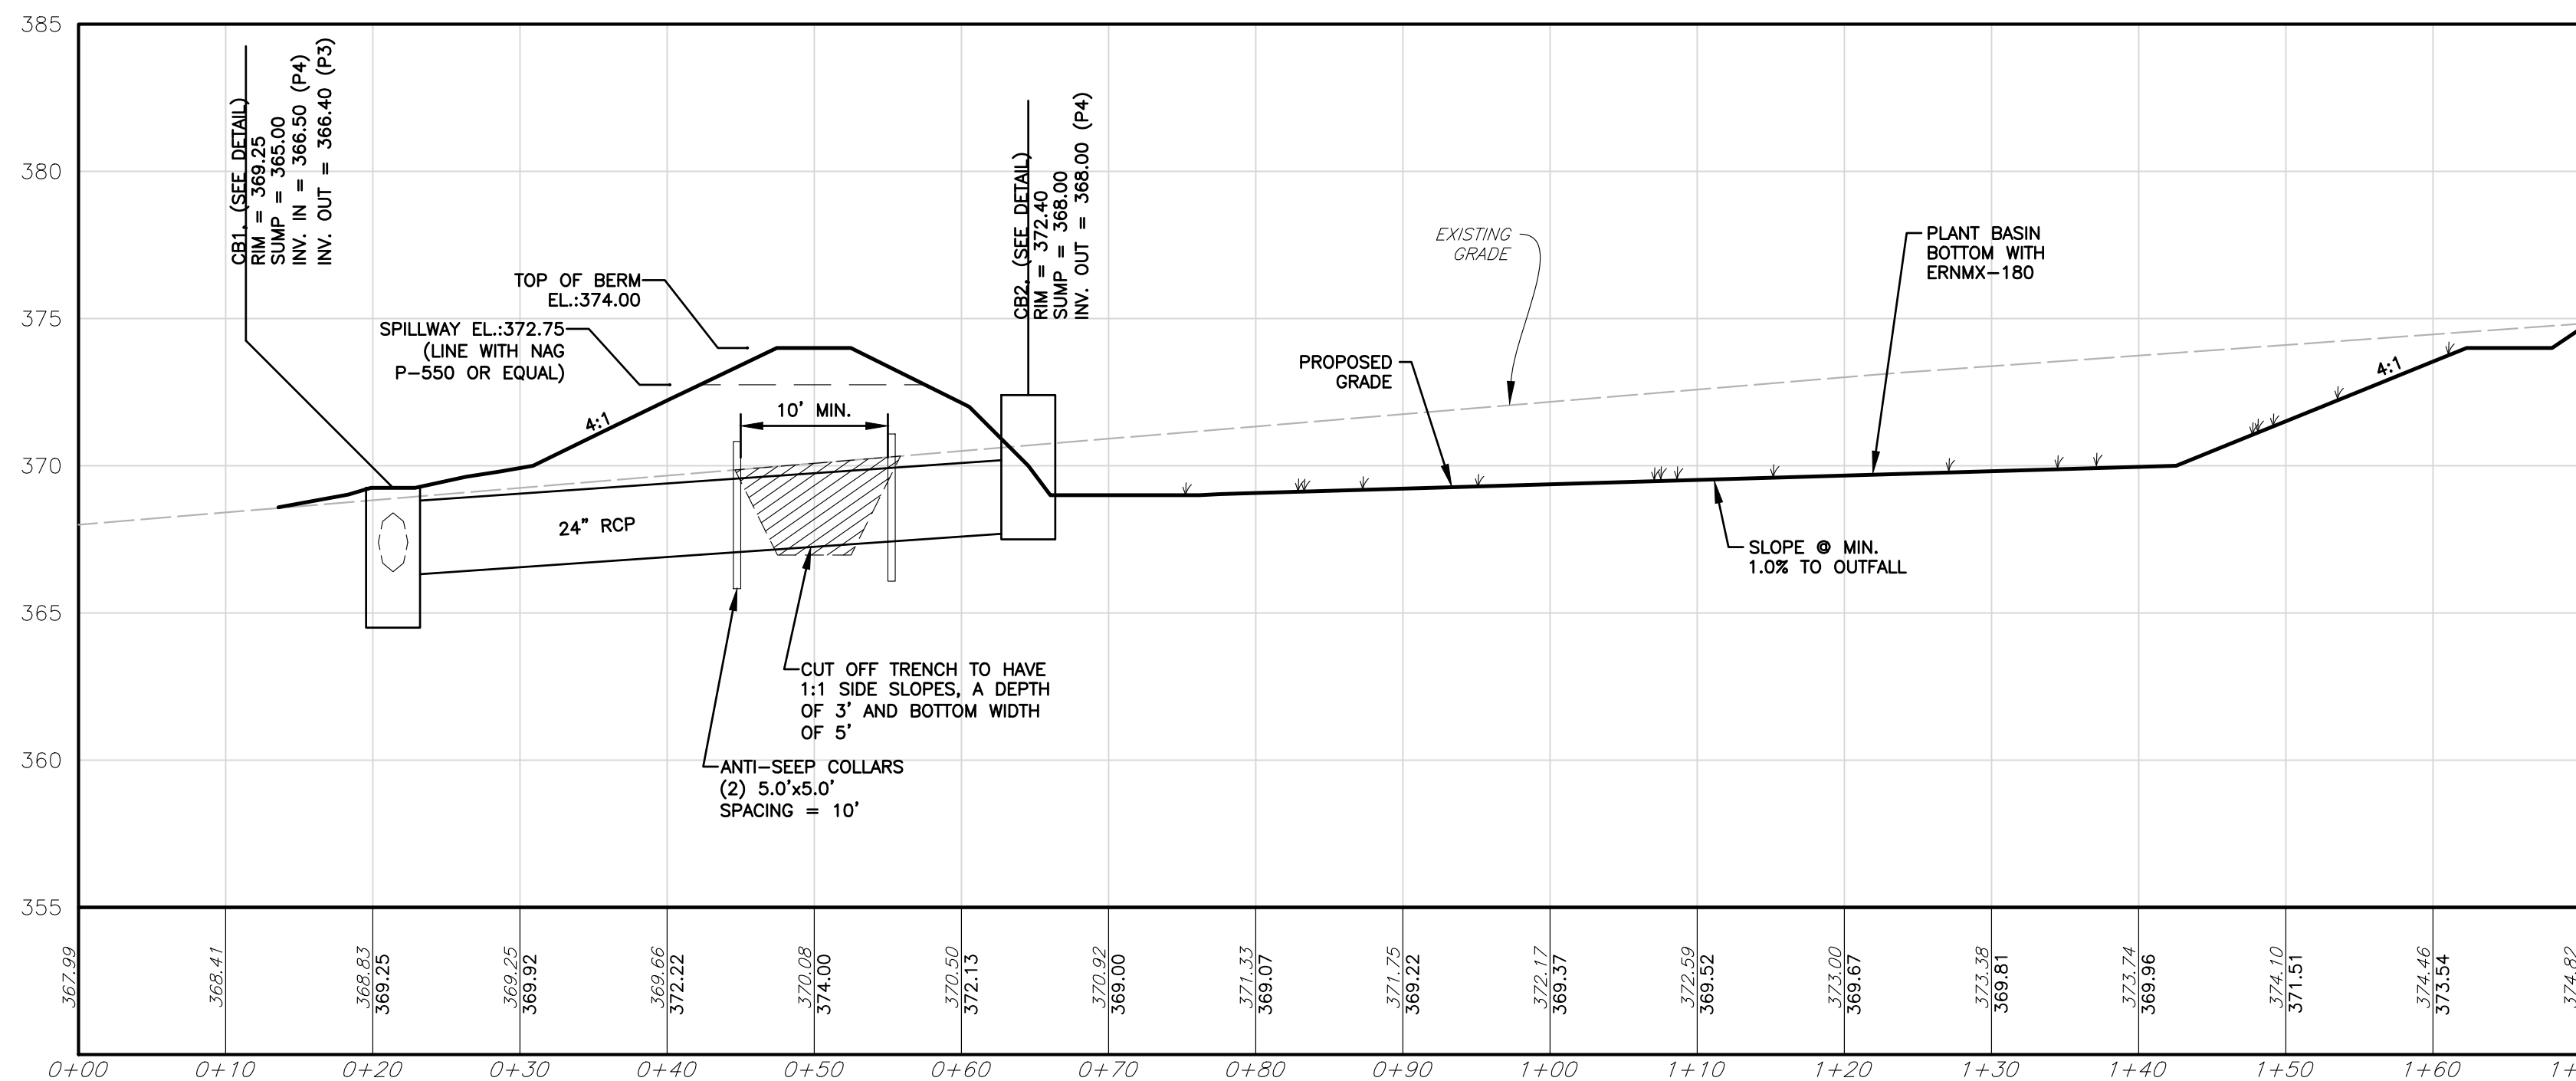 385
380
375
370
365
360
355
CB1, (SEE DETAIL)
RIM = 369.25
SUMP = 365.00
INV. IN = 366.50 (P4)
INV. OUT = 366.40 (P3)
TOP OF BERM
EL.:374.00
SPILLWAY EL.:372.75
(LINE WITH NAG
P-550 OR EQUAL)
4:1
10' MIN.
24" RCP
CB2, (SEE DETAIL)
RIM = 372.40
SUMP = 368.00
INV. OUT = 368.00 (P4)
EXISTING
GRADE
PROPOSED
GRADE
PLANT BASIN
BOTTOM WITH
ERNMX-180
4:1
SLOPE @ MIN.
1.0% TO OUTFALL
CUT OFF TRENCH TO HAVE
1:1 SIDE SLOPES, A DEPTH
OF 3' AND BOTTOM WIDTH
OF 5'
ANTI-SEEP COLLARS
(2) 5.0'x5.0'
SPACING = 10'
367.99
368.41
368.83
369.25
369.25
369.92
369.66
372.22
370.08
374.00
370.50
372.13
370.92
369.00
371.33
369.07
371.75
369.22
372.17
369.37
372.59
369.52
373.00
369.67
373.38
369.81
373.74
369.96
374.10
371.51
374.46
373.54
374.82
0+00
0+10
0+20
0+30
0+40
0+50
0+60
0+70
0+80
0+90
1+00
1+10
1+20
1+30
1+40
1+50
1+60